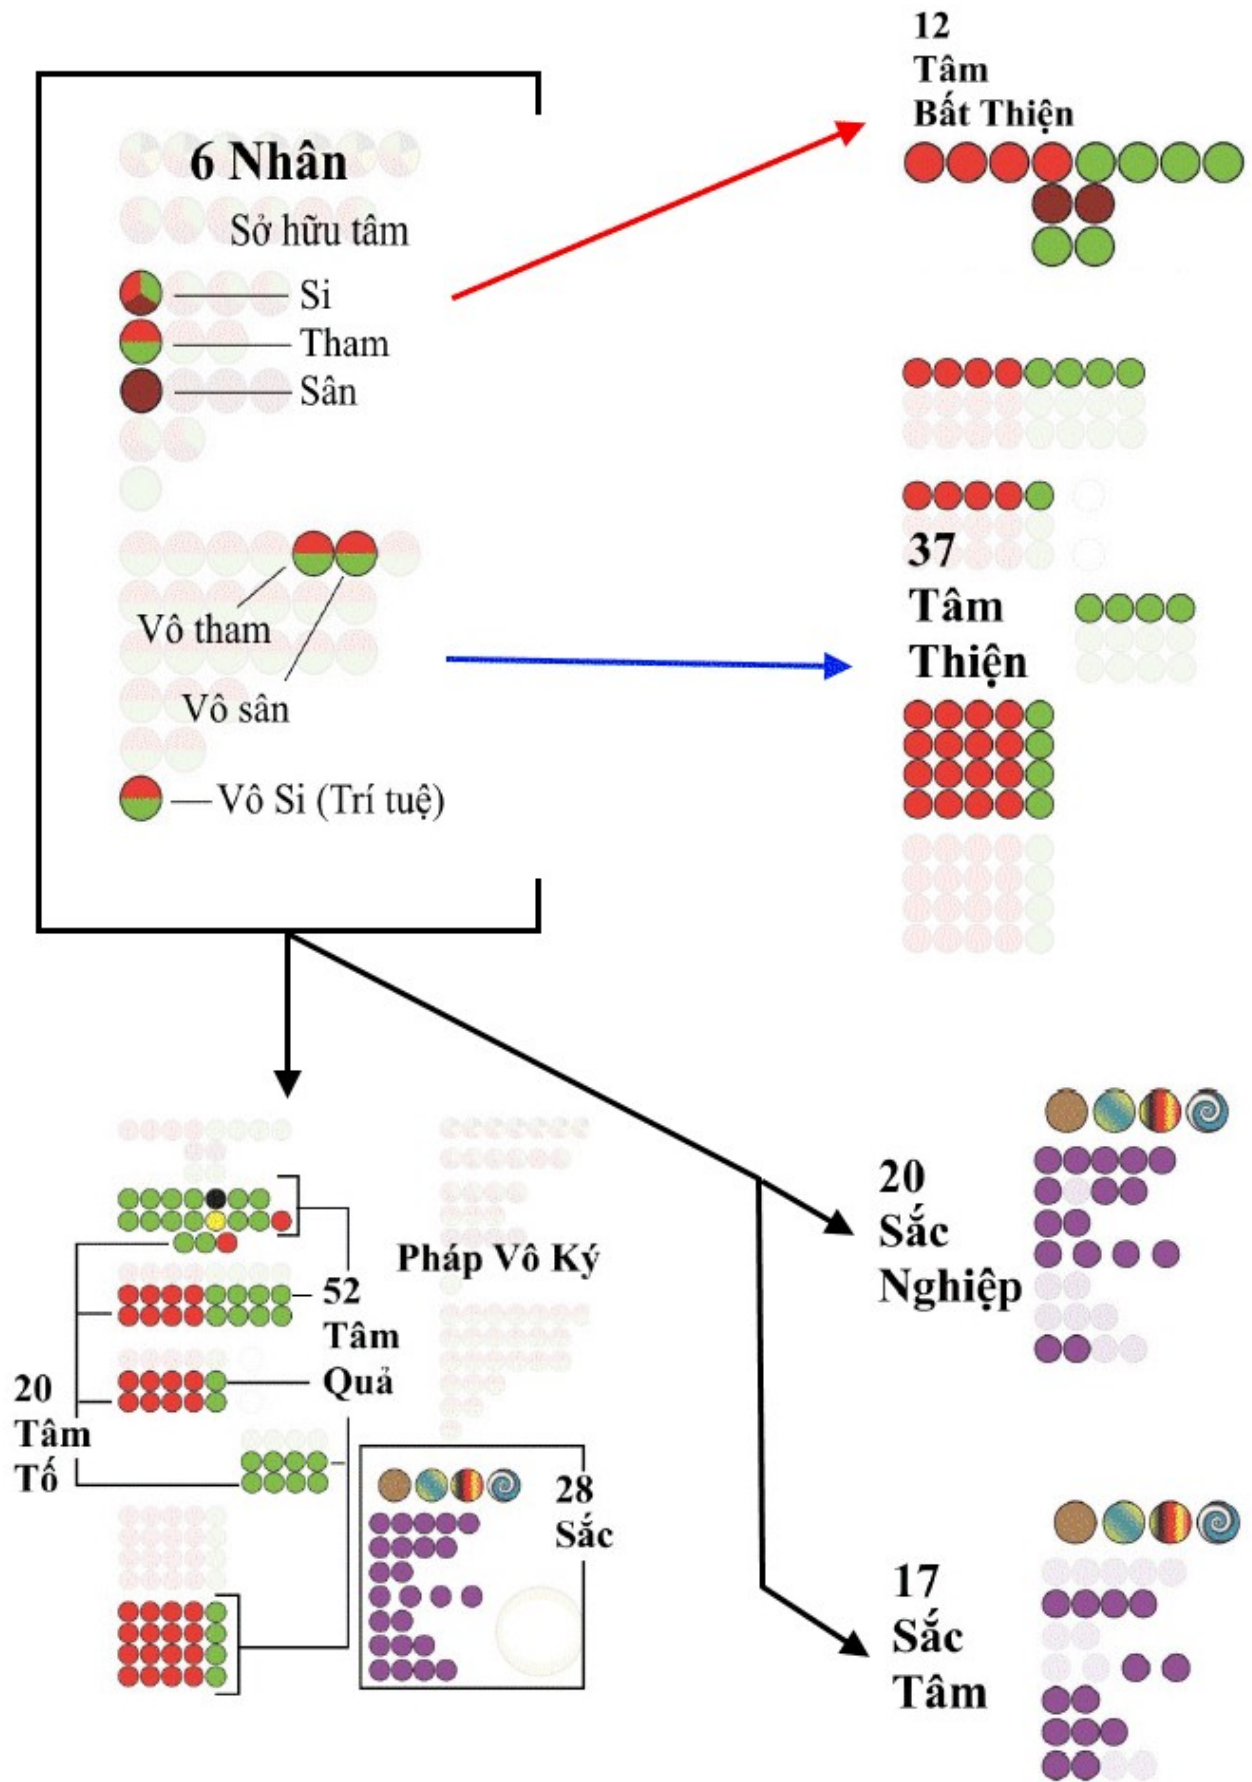 6 Nhân
Sở hữu tâm
Si
Tham
Sân
Vô tham
Vô sân
Vô Si (Trí tuệ)
12
Tâm
Bất Thiện
37
Tâm
Thiện
Pháp Vô Ký
52
Tâm
Quả
20
Tâm
Tố
28
Sắc
20
Sắc
Nghiệp
17
Sắc
Tâm